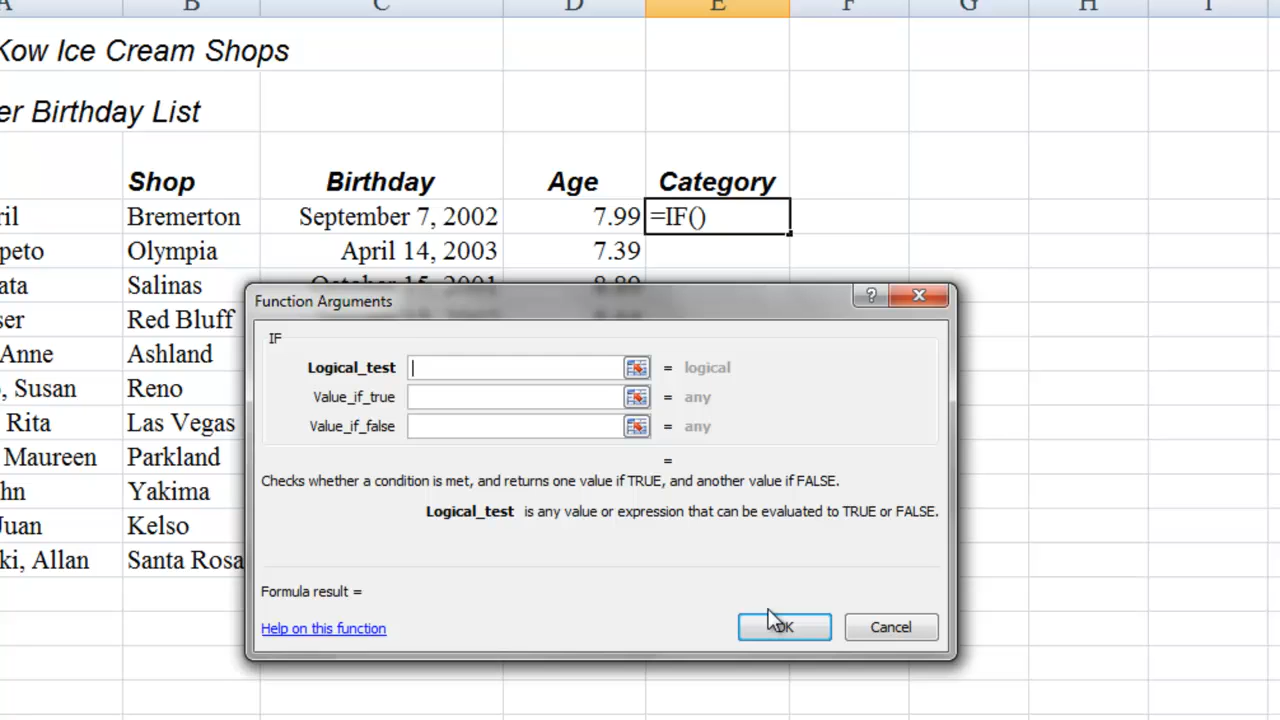 A B C D E F G H I
Kow Ice Cream Shops
er Birthday List
Shop Birthday Age Category
ril Bremerton September 7, 2002 7.99 =IF()
peto Olympia April 14, 2003 7.39
ata Salinas October 15, 2001 8.89
ser Red Bluff
Anne Ashland
, Susan Reno
Rita Las Vegas
Maureen Parkland
hn Yakima
Juan Kelso
ki, Allan Santa Rosa
Function Arguments
IF
Logical_test = logical
Value_if_true = any
Value_if_false = any
=
Checks whether a condition is met, and returns one value if TRUE, and another value if FALSE.
Logical_test is any value or expression that can be evaluated to TRUE or FALSE.
Formula result =
Help on this function OK Cancel